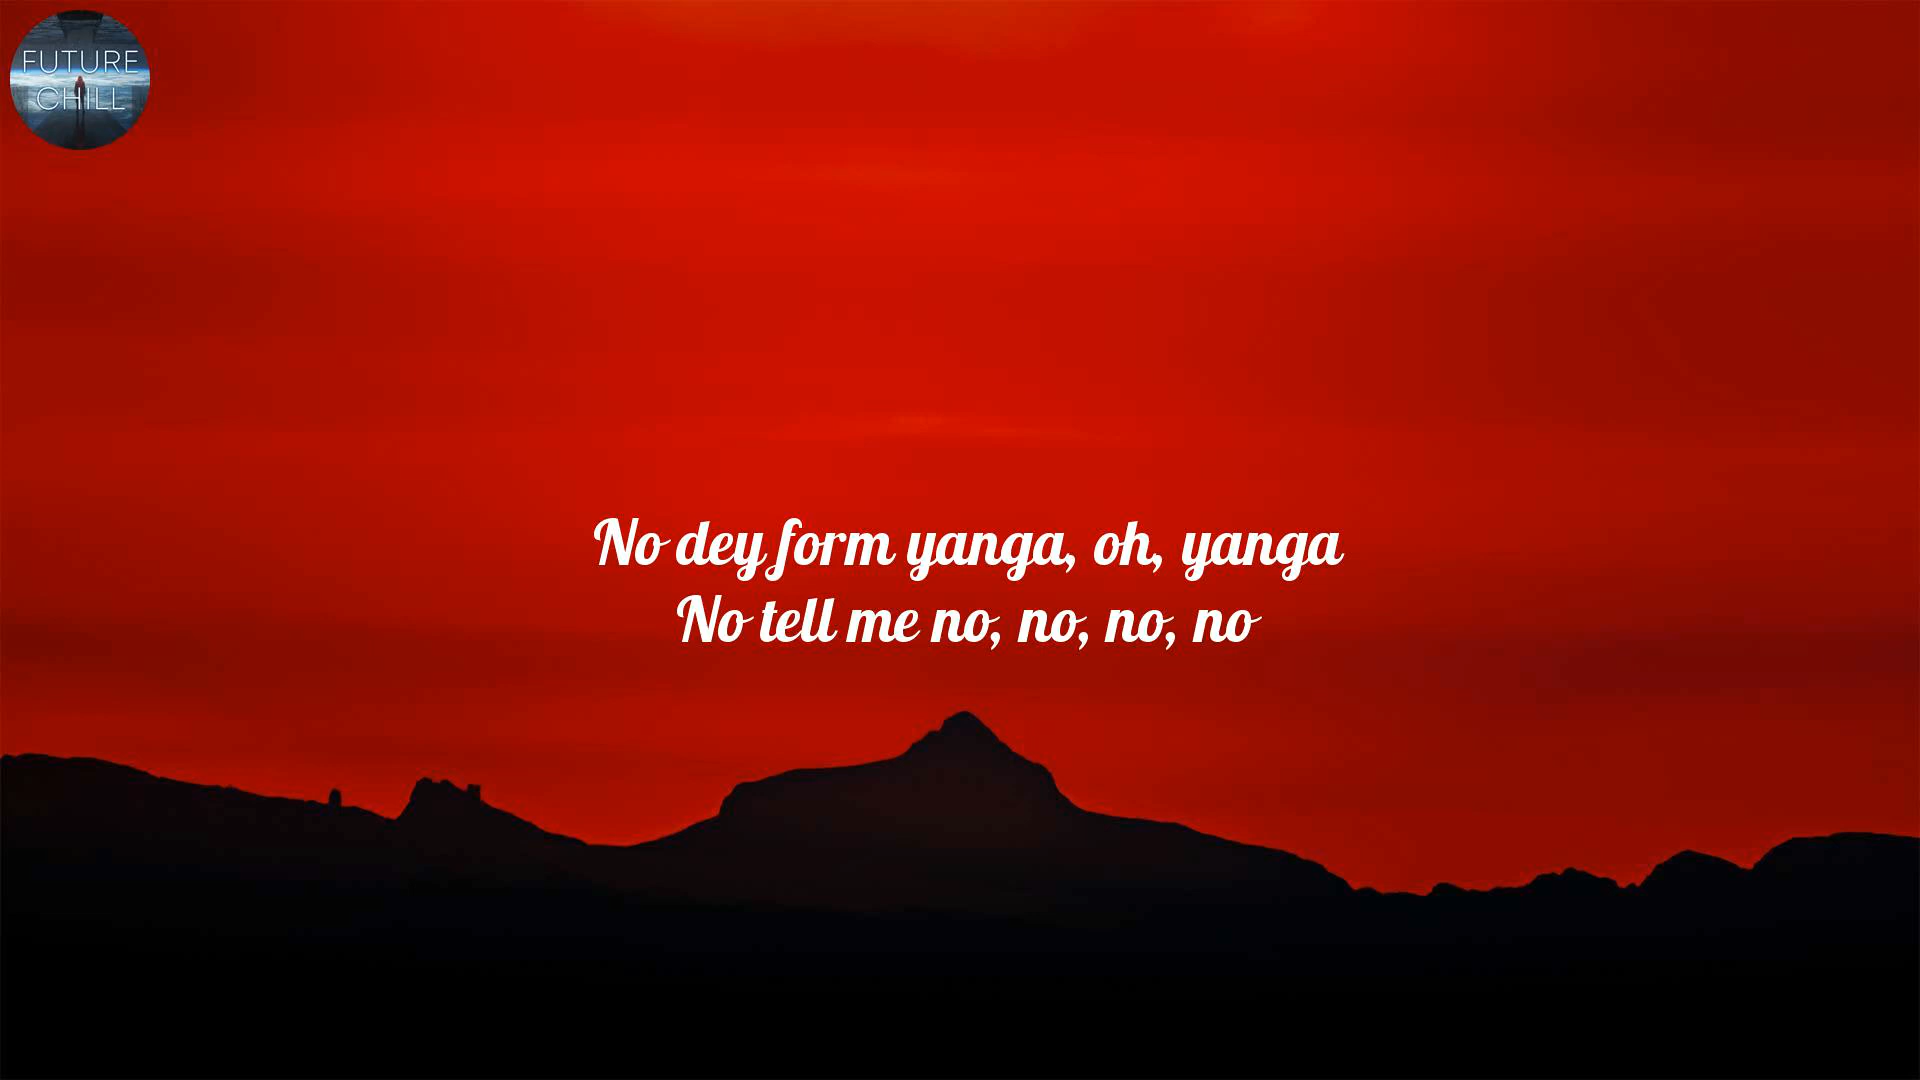 FUTURE
CHILL
No dey form yanga, oh, yanga
No tell me no, no, no, no